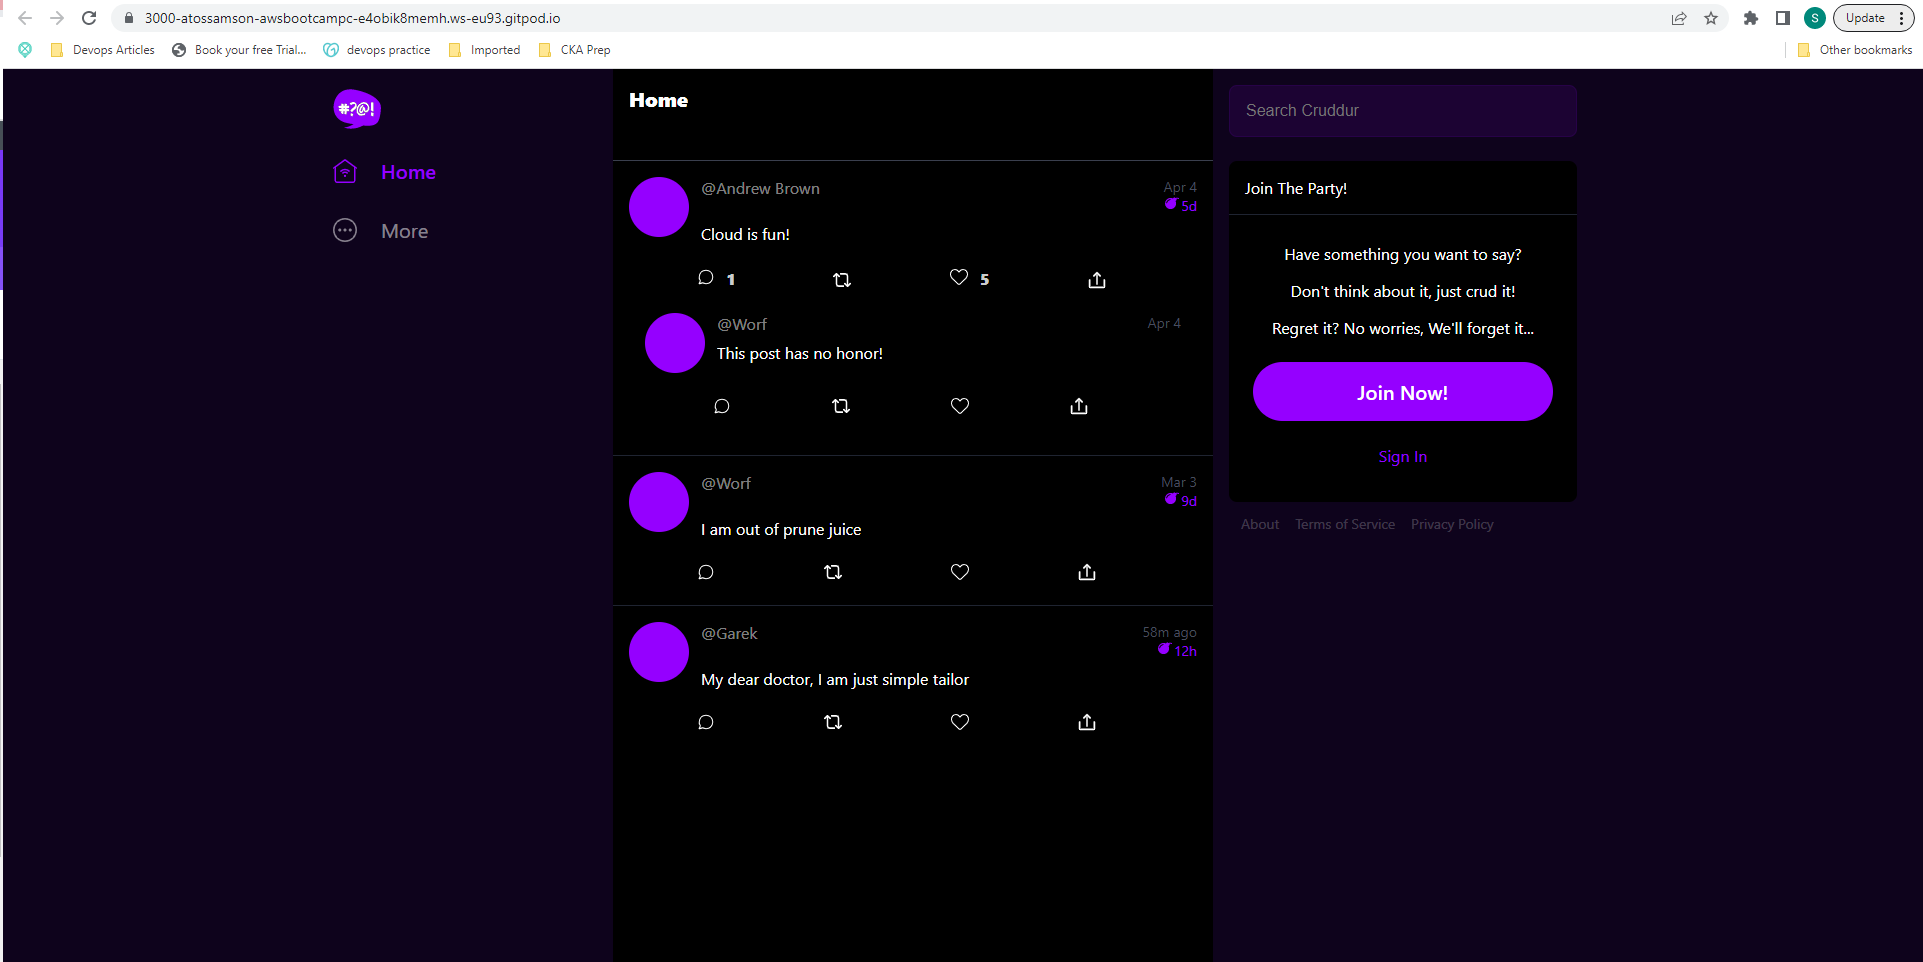 3000-atossamson-awsbootcampc-e4obik8memh.ws-eu93.gitpod.io
S
Update
Devops Articles
Book your free Trial...
devops practice
Imported
CKA Prep
Other bookmarks
#?@!
Home
More
Home
@Andrew Brown
Apr 4
5d
Cloud is fun!
1
5
@Worf
Apr 4
This post has no honor!
@Worf
Mar 3
9d
I am out of prune juice
@Garek
58m ago
12h
My dear doctor, I am just simple tailor
Search Cruddur
Join The Party!
Have something you want to say?
Don't think about it, just crud it!
Regret it? No worries, We'll forget it...
Join Now!
Sign In
About Terms of Service Privacy Policy